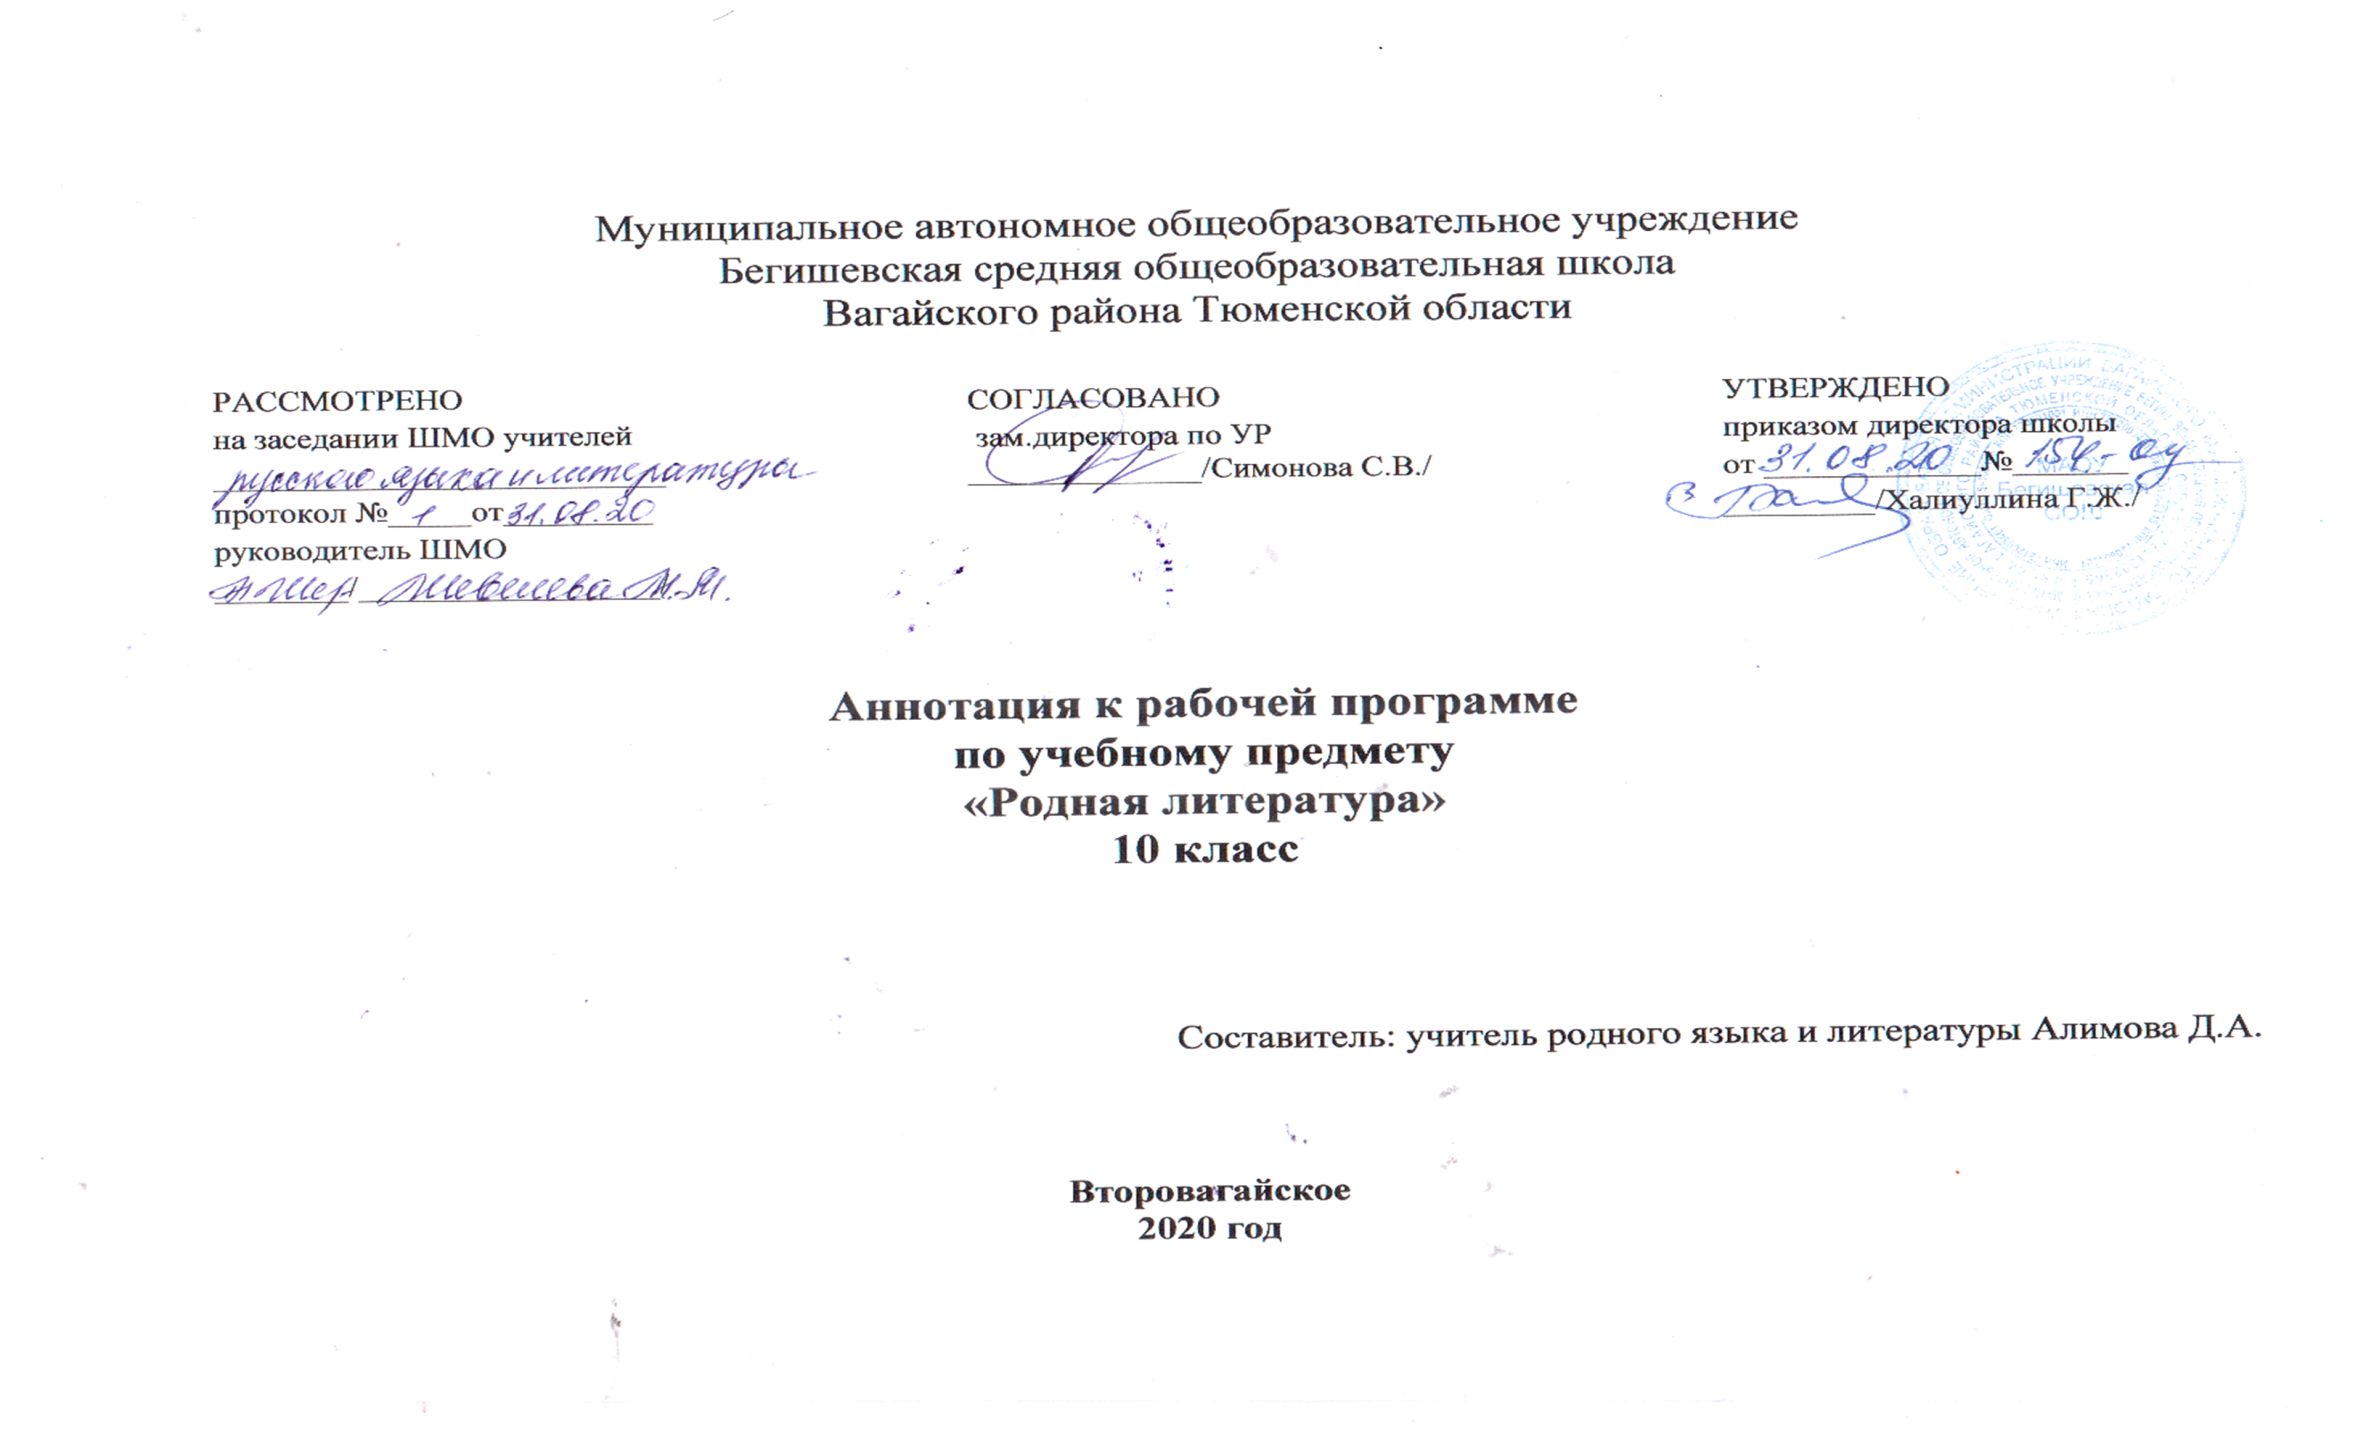 Муниципальное автономное общеобразовательное учреждение
Бегишевская средняя общеобразовательная школа
Вагайского района Тюменской области
РАССМОТРЕНО
на заседании ШМО учителей
русского языка и литературы
протокол № 1 от 31.08.20
руководитель ШМО
Шевелева М.М.
СОГЛАСОВАНО
зам.директора по УР
/Симонова С.В./
УТВЕРЖДЕНО
приказом директора школы
от 31.08.20 № 154-оу
/Халиуллина Г.Ж./
Аннотация к рабочей программе
по учебному предмету
«Родная литература»
10 класс
Составитель: учитель родного языка и литературы Алимова Д.А.
Второвагайское
2020 год